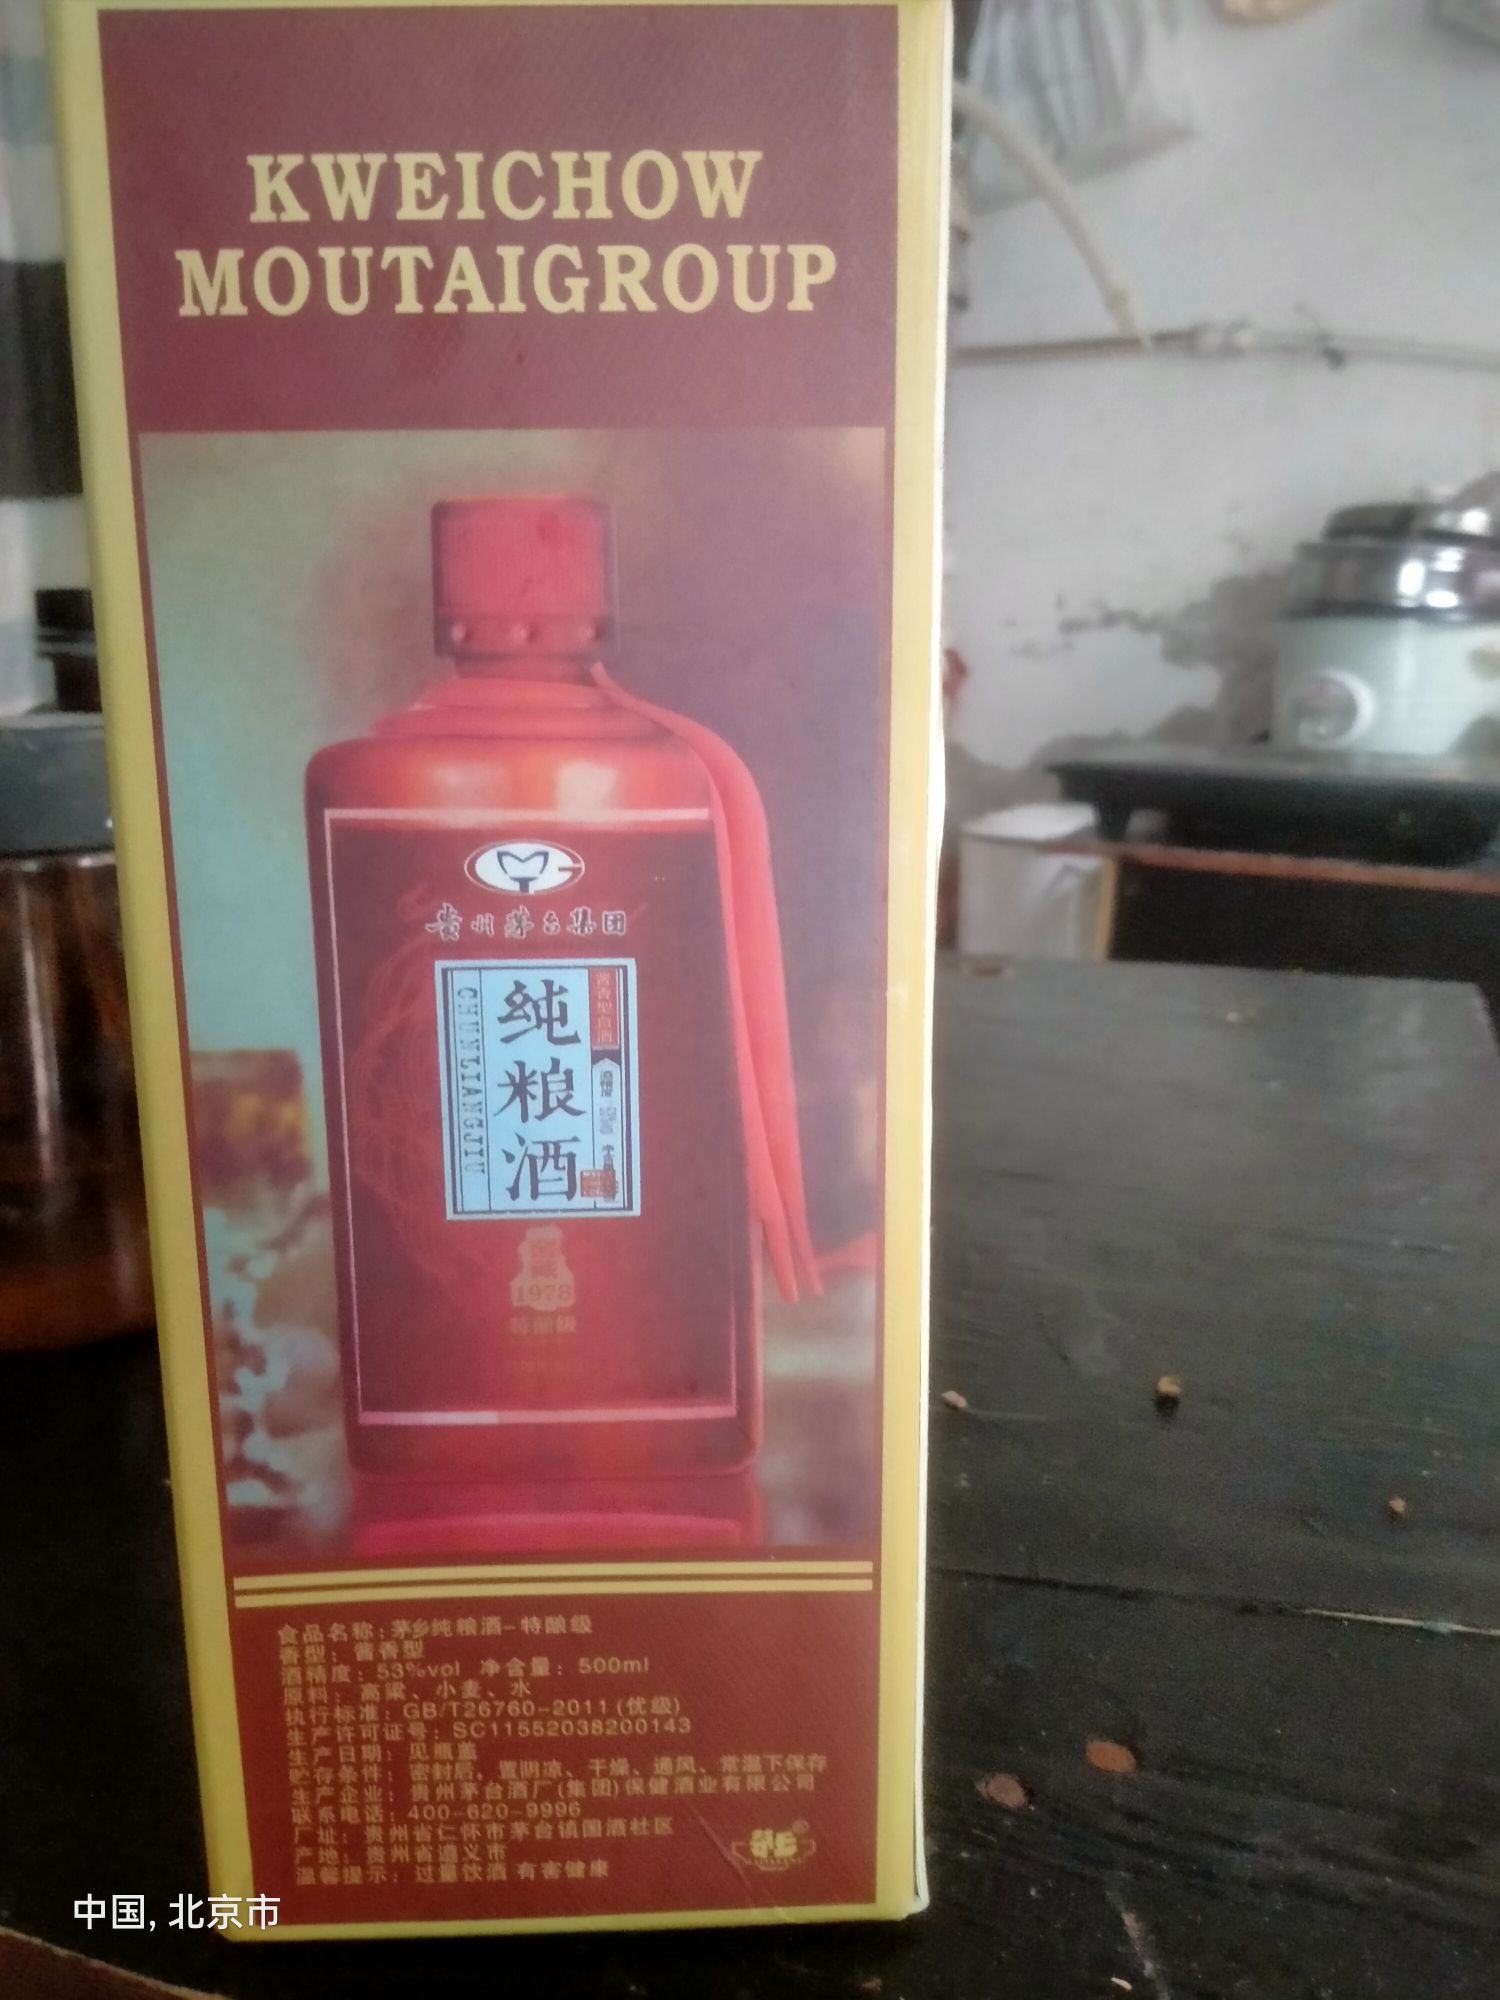 KWEICHOW
MOUTAIGROUP
贵州茅台集团
酱香型白酒
纯粮酒
CHUNLIANGJIU
1978
特酿级
食品名称：茅乡纯粮酒-特酿级
香型：酱香型
酒精度：53%vol 净含量：500ml
原料：高粱、小麦、水
执行标准：GB/T26760-2011(优级)
生产许可证号：SC11552038200143
生产日期：见瓶盖
贮存条件：密封后，置阴凉、干燥、通风、常温下保存
生产企业：贵州茅台酒厂(集团)保健酒业有限公司
联系电话：400-620-9996
厂址：贵州省仁怀市茅台镇国酒社区
产地：贵州省遵义市
温馨提示：过量饮酒 有害健康
中国, 北京市